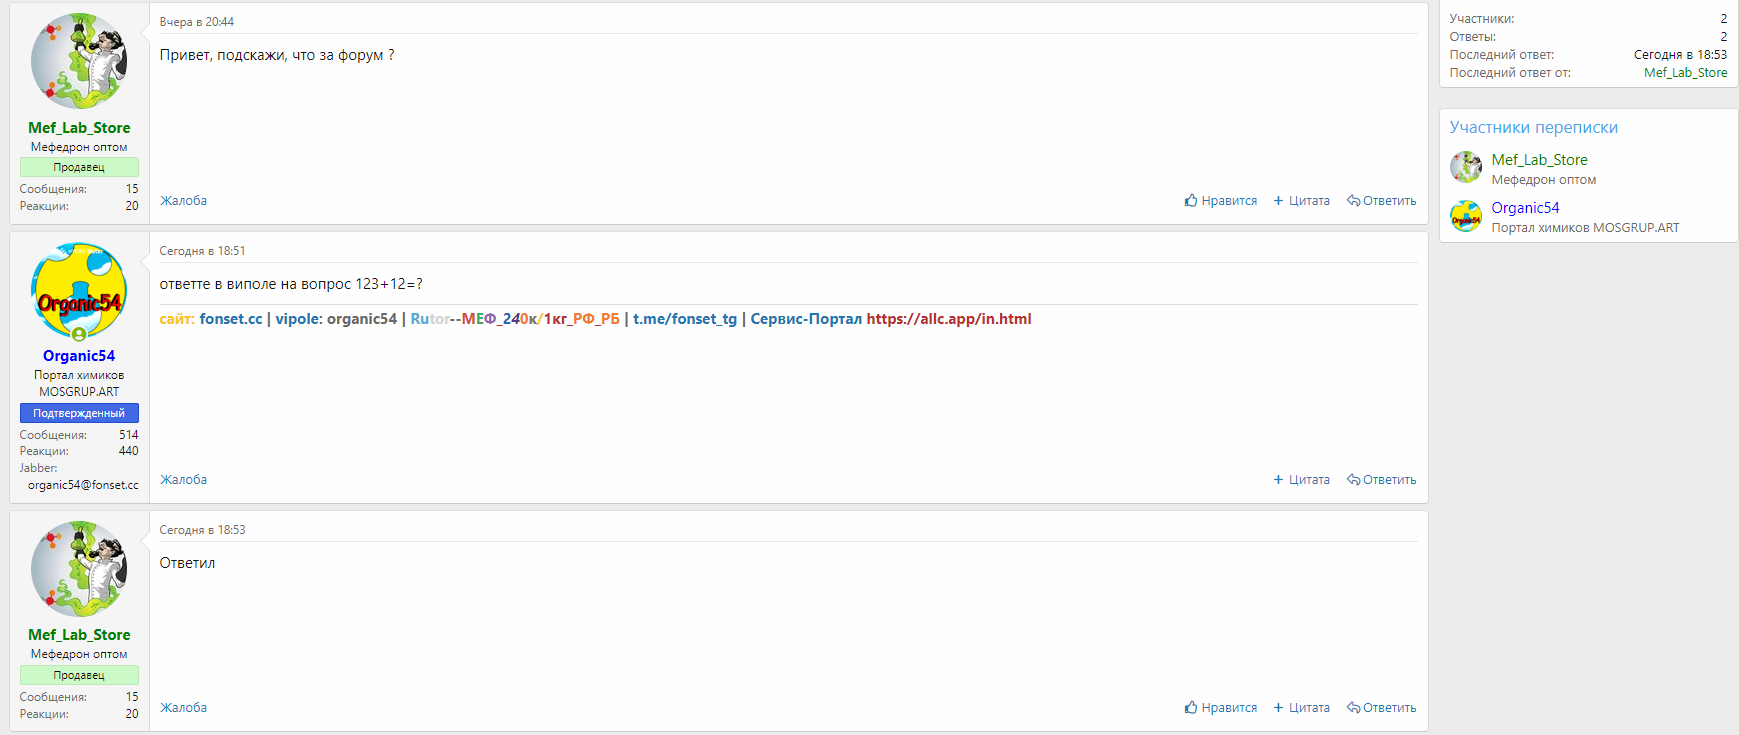 Вчера в 20:44
Привет, подскажи, что за форум ?
Mef_Lab_Store
Мефедрон оптом
Продавец
Сообщения: 15
Реакции: 20
Жалоба
Нравится + Цитата Ответить
Сегодня в 18:51
ответте в виполе на вопрос 123+12=?
сайт: fonset.cc | vipole: organic54 | Rutor--МЕФ_240к/1кг_РФ_РБ | t.me/fonset_tg | Сервис-Портал https://allc.app/in.html
Organic54
Organic54
Портал химиков
MOSGRUP.ART
Подтвержденный
Сообщения: 514
Реакции: 440
Jabber:
organic54@fonset.cc
Жалоба
+ Цитата Ответить
Сегодня в 18:53
Ответил
Mef_Lab_Store
Мефедрон оптом
Продавец
Сообщения: 15
Реакции: 20
Жалоба
Нравится + Цитата Ответить
Участники: 2
Ответы: 2
Последний ответ: Сегодня в 18:53
Последний ответ от: Mef_Lab_Store
Участники переписки
Mef_Lab_Store
Мефедрон оптом
Organic54
Organic54
Портал химиков MOSGRUP.ART